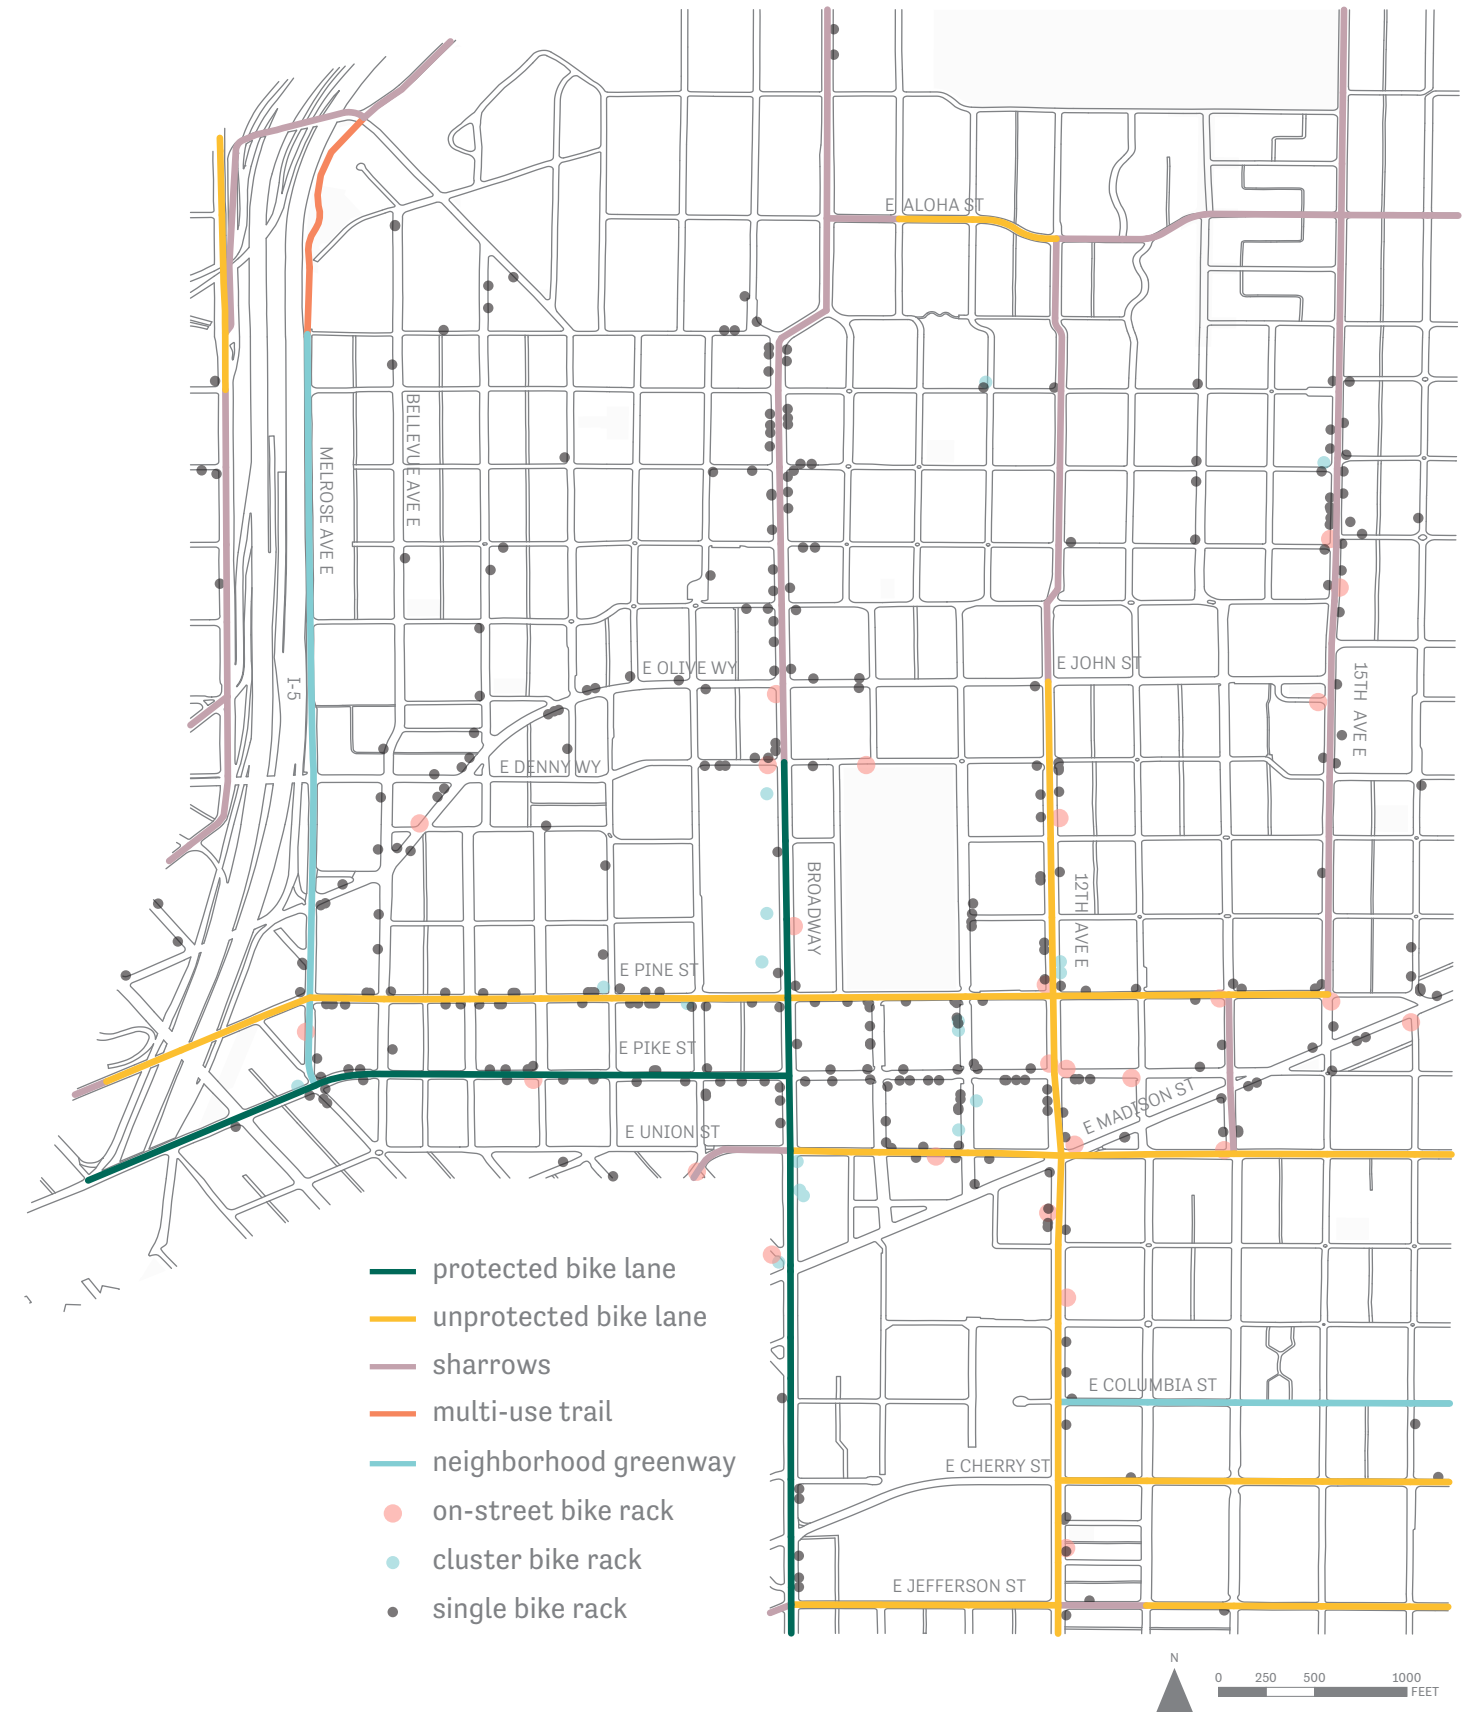 E ALOHA ST
BELLEVUE AVE E
MELROSE AVE E
E OLIVE WY
E JOHN ST
I-5
15TH AVE E
E DENNY WY
BROADWAY
12TH AVE E
E PINE ST
E PIKE ST
E MADISON ST
E UNION ST
protected bike lane
unprotected bike lane
sharrows
multi-use trail
neighborhood greenway
on-street bike rack
cluster bike rack
single bike rack
E COLUMBIA ST
E CHERRY ST
E JEFFERSON ST
N
0 250 500 1000
FEET